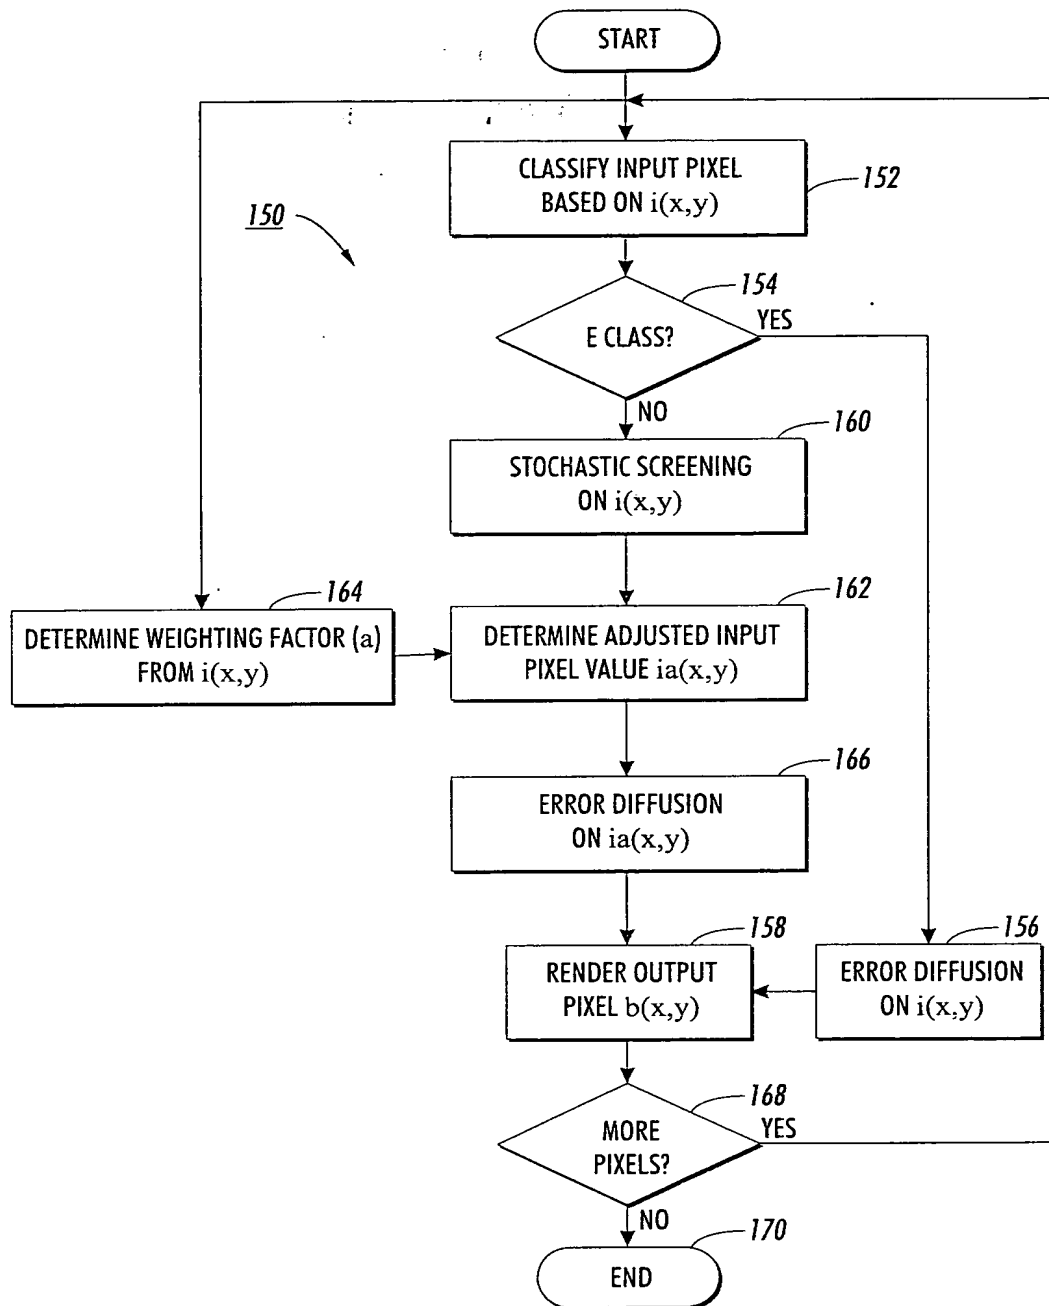 START
CLASSIFY INPUT PIXEL
BASED ON i(x,y)
152
150
154
E CLASS?
YES
NO
160
STOCHASTIC SCREENING
ON i(x,y)
164
DETERMINE WEIGHTING FACTOR (a)
FROM i(x,y)
162
DETERMINE ADJUSTED INPUT
PIXEL VALUE ia(x,y)
166
ERROR DIFFUSION
ON ia(x,y)
158
RENDER OUTPUT
PIXEL b(x,y)
156
ERROR DIFFUSION
ON i(x,y)
168
MORE
PIXELS?
YES
NO
170
END